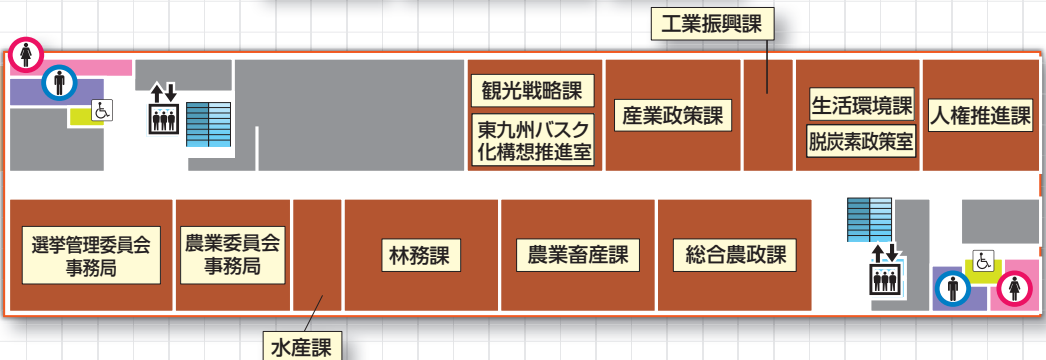 工業振興課
観光戦略課
東九州バスク
化構想推進室
産業政策課
生活環境課
脱炭素政策室
人権推進課
選挙管理委員会
事務局
農業委員会
事務局
林務課
農業畜産課
総合農政課
水産課